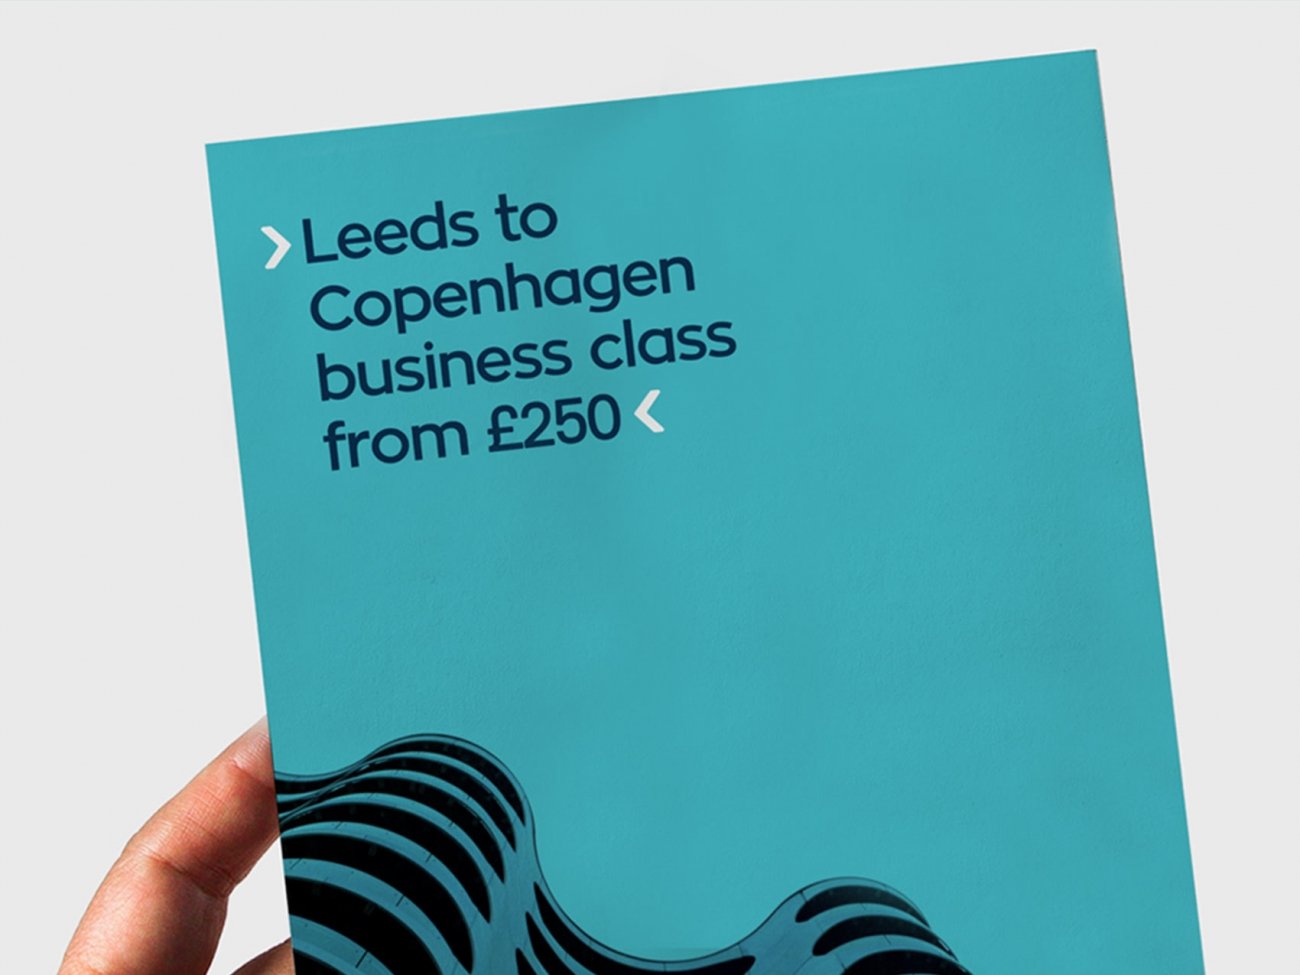 › Leeds to
Copenhagen
business class
from £250 ‹